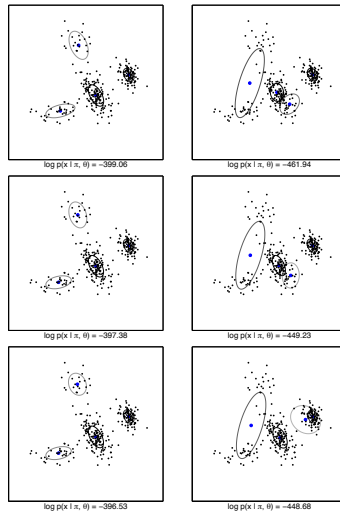 log p(x | π, θ) = −399.06
log p(x | π, θ) = −461.94
log p(x | π, θ) = −397.38
log p(x | π, θ) = −449.23
log p(x | π, θ) = −396.53
log p(x | π, θ) = −448.68